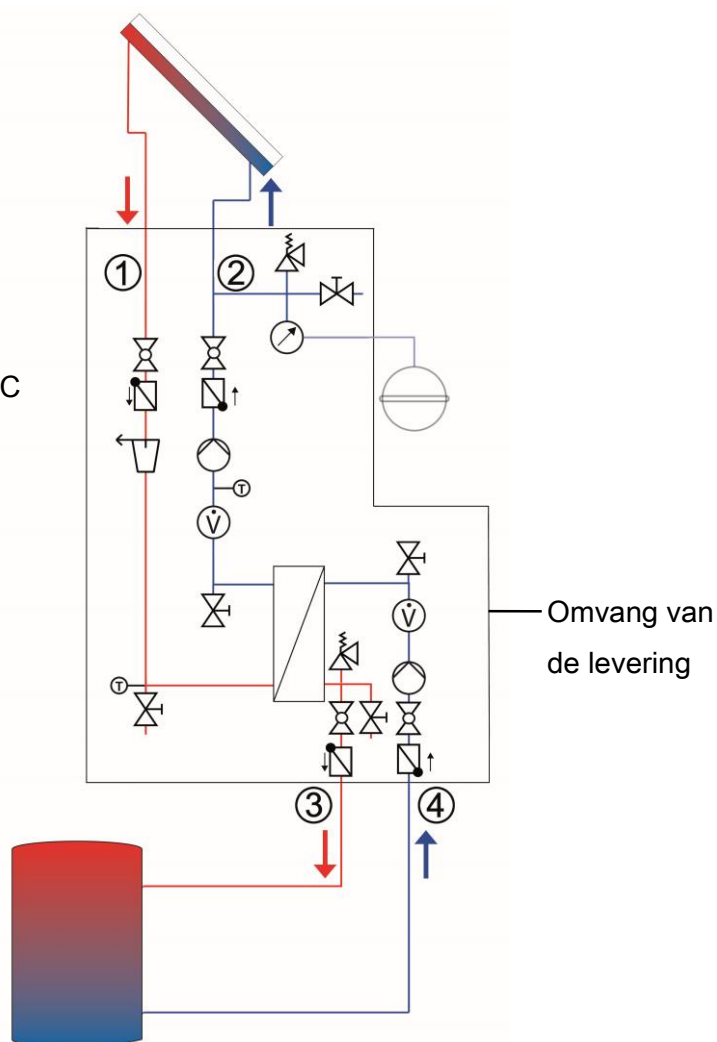 ① ②
C
T
V̇
V̇
Omvang van
de levering
T
③ ④